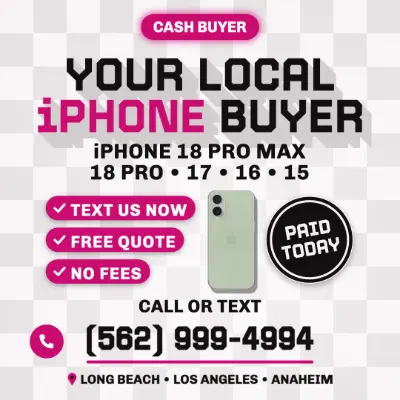 CASH BUYER
YOUR LOCAL
iPHONE BUYER
iPHONE 18 PRO MAX
18 PRO • 17 • 16 • 15
TEXT US NOW
FREE QUOTE
NO FEES
PAID
TODAY
CALL OR TEXT
(562) 999-4994
LONG BEACH • LOS ANGELES • ANAHEIM